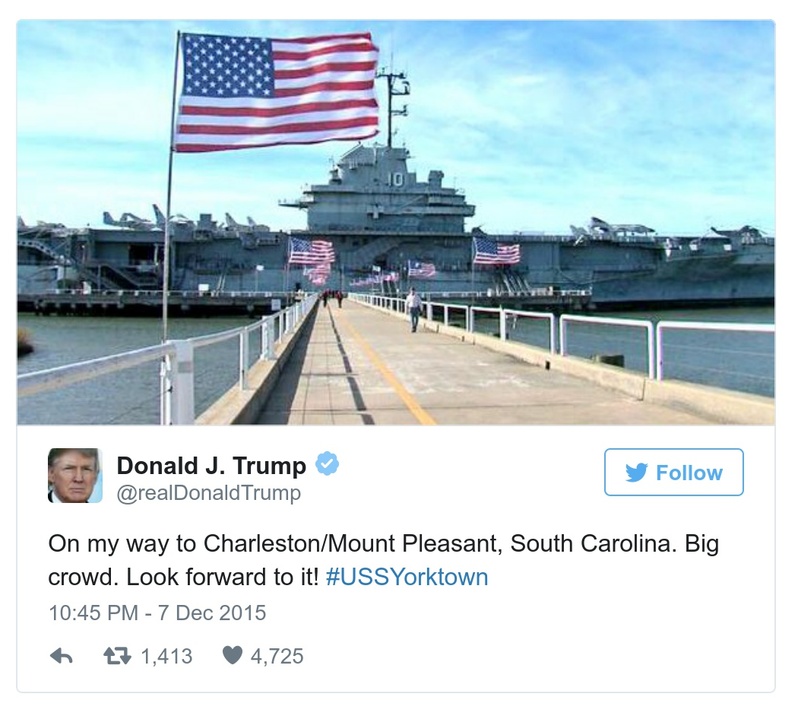 10
Donald J. Trump
@realDonaldTrump
Follow
On my way to Charleston/Mount Pleasant, South Carolina. Big
crowd. Look forward to it! #USSYorktown
10:45 PM - 7 Dec 2015
1,413 4,725